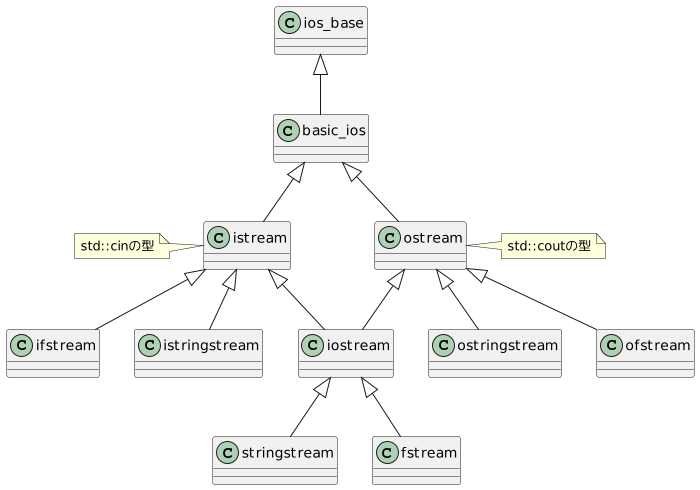 C ios_base
C basic_ios
std::cinの型
C istream
C ostream
std::coutの型
C ifstream
C istringstream
C iostream
C ostringstream
C ofstream
C stringstream
C fstream